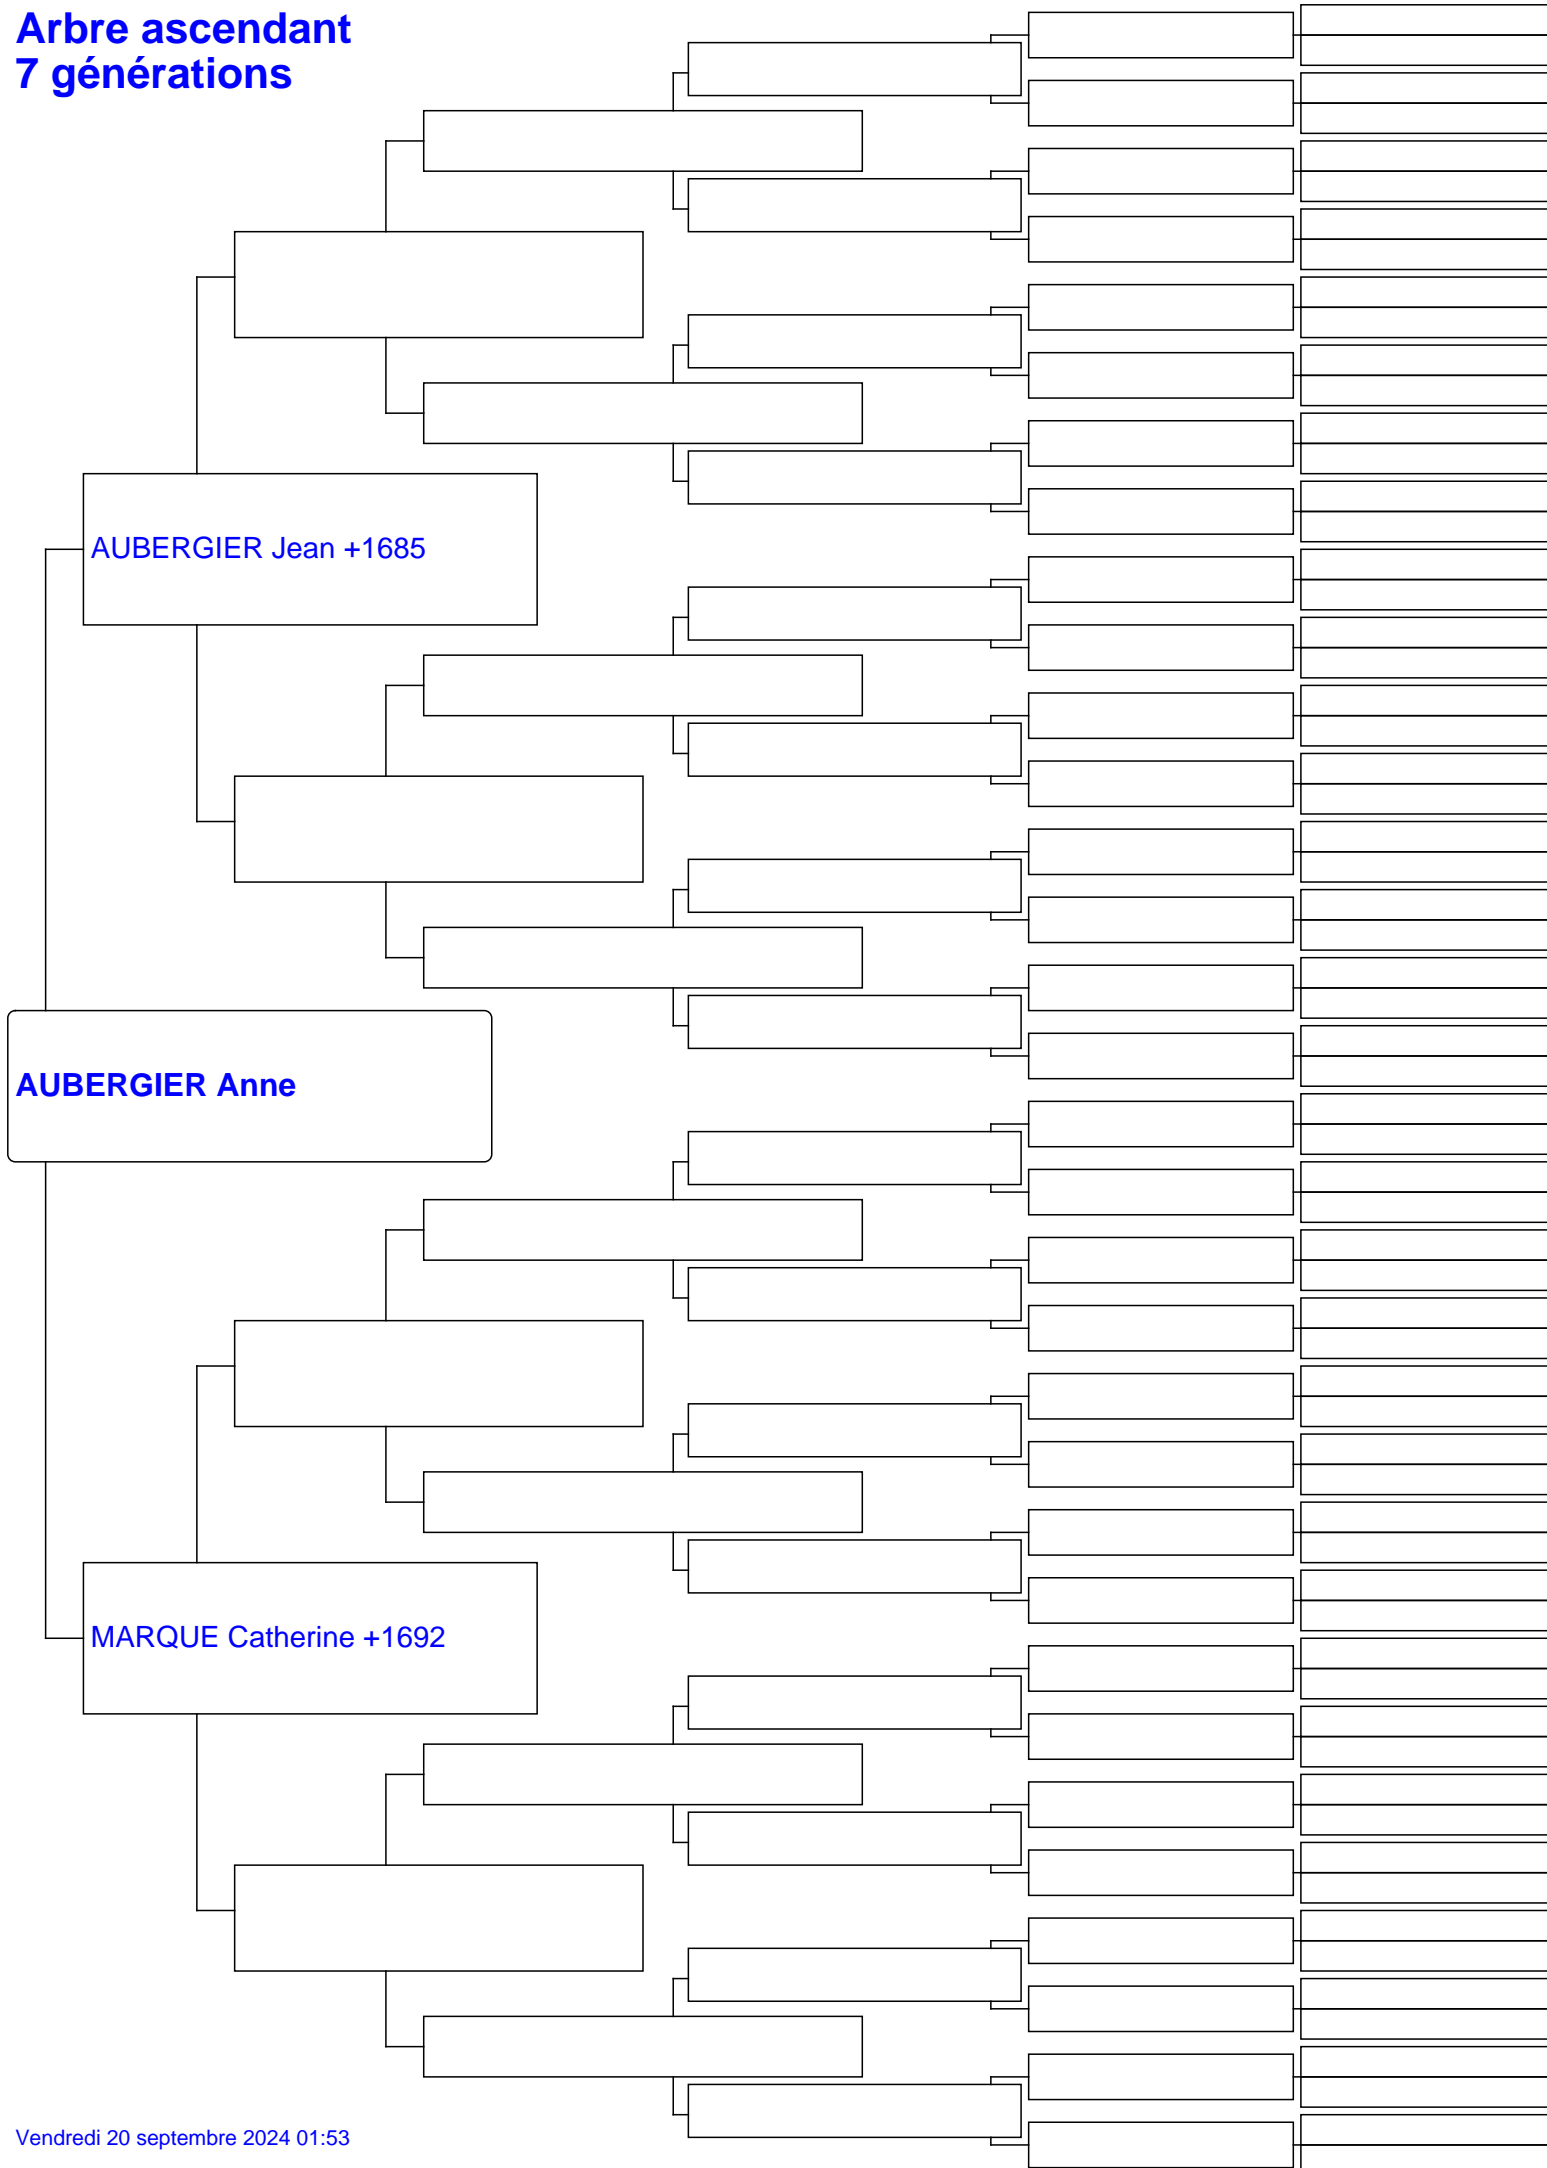 Arbre ascendant
7 générations
AUBERGIER Jean +1685
AUBERGIER Anne
MARQUE Catherine +1692
Vendredi 20 septembre 2024 01:53